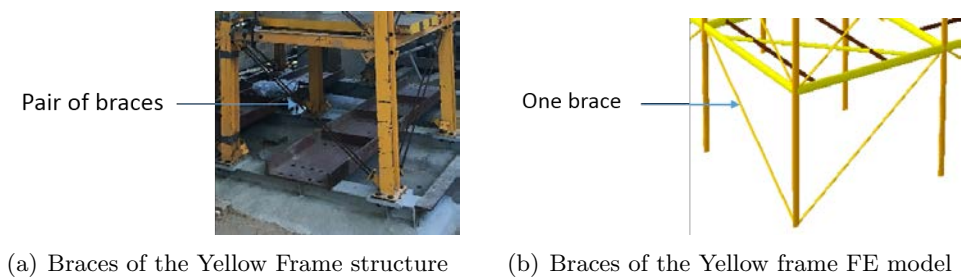 Pair of braces
One brace
(a) Braces of the Yellow Frame structure
(b) Braces of the Yellow frame FE model